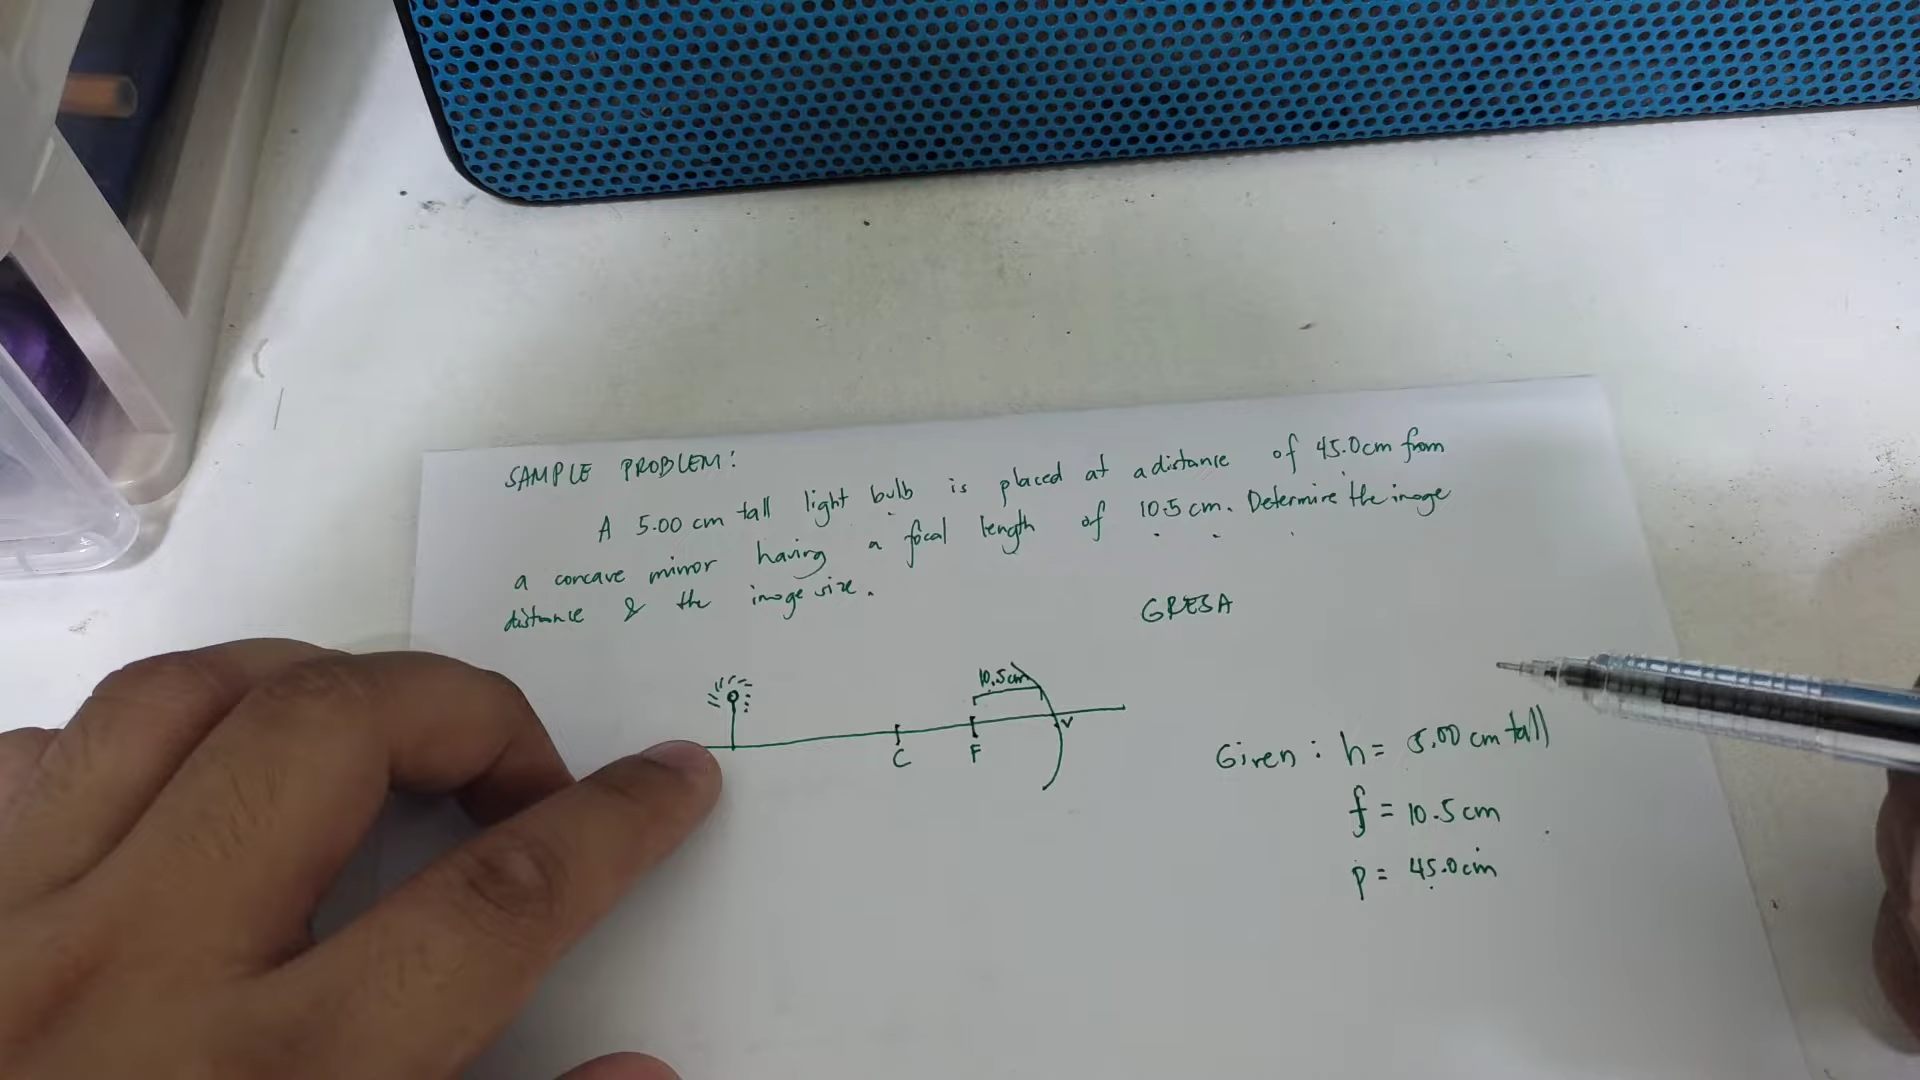 SAMPLE PROBLEM:
A 5.00 cm tall light bulb is placed at a distance of 45.0cm from
a concave mirror having a focal length of 10.5 cm. Determine the image
distance & the image size.
GRESA
10.5cm
C
F
V
Given: h = 5.00 cm tall
f = 10.5 cm
p = 45.0 cm